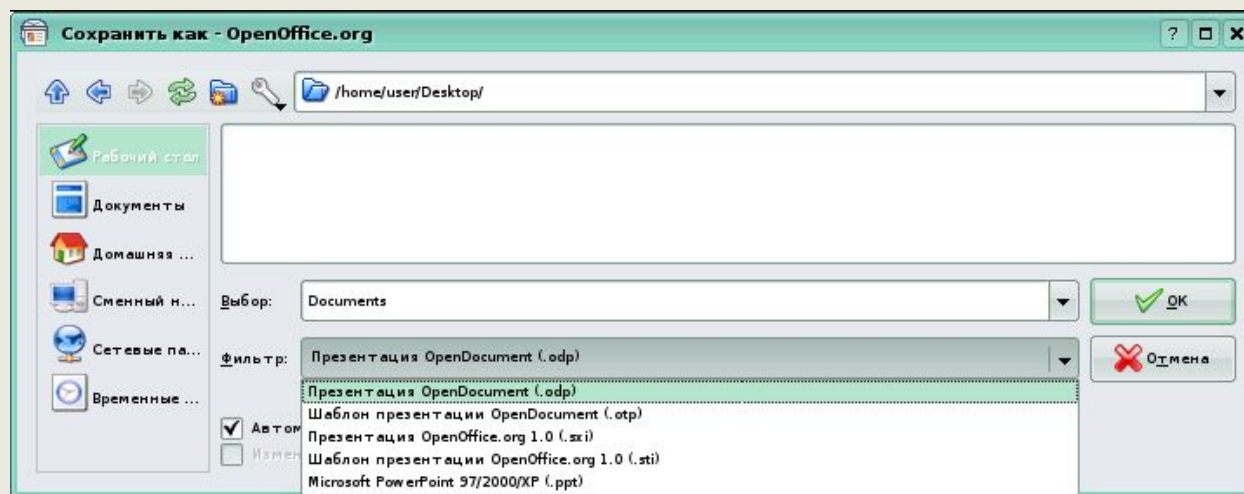 Сохранить как - OpenOffice.org
/home/user/Desktop/
Рабочий стол
Документы
Домашняя ...
Сменный н...
Сетевые па...
Временные ...
Выбор:
Documents
OK
Фильтр:
Презентация OpenDocument (.odp)
Отмена
Презентация OpenDocument (.odp)
Шаблон презентации OpenDocument (.otp)
Презентация OpenOffice.org 1.0 (.sxi)
Шаблон презентации OpenOffice.org 1.0 (.sti)
Microsoft PowerPoint 97/2000/XP (.ppt)
Автом
Измен